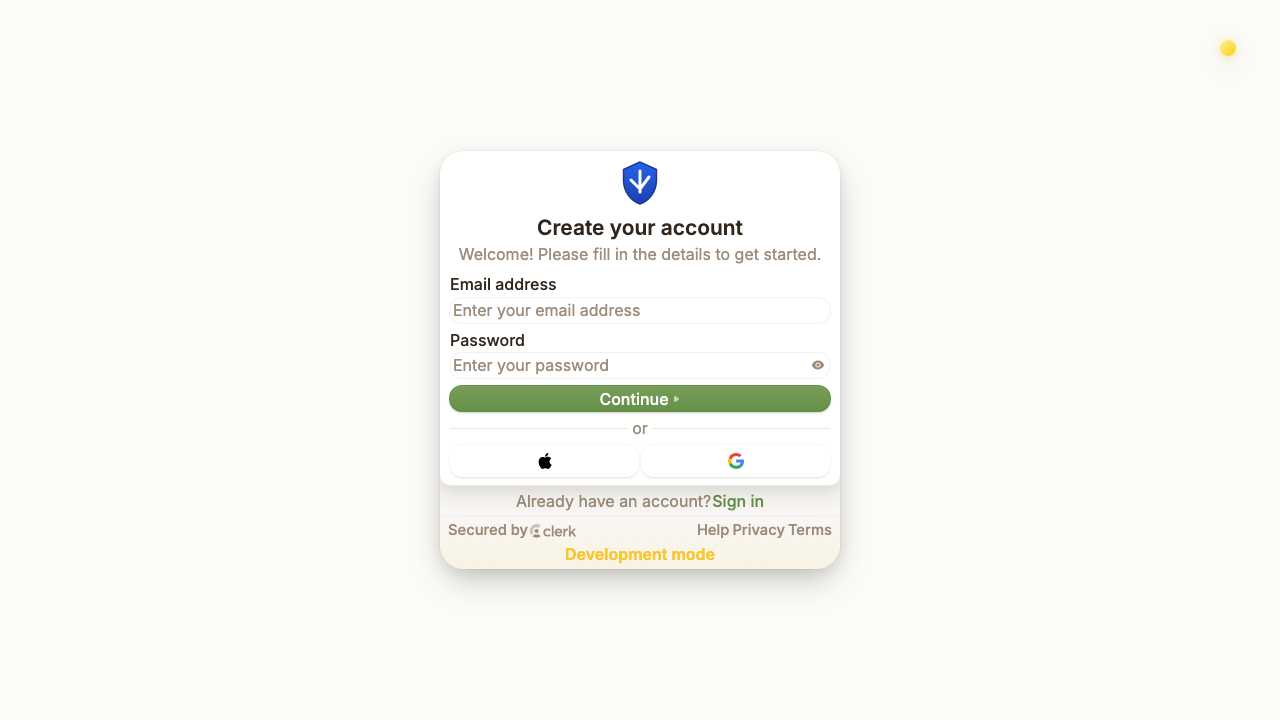 Create your account
Welcome! Please fill in the details to get started.
Email address
Enter your email address
Password
Enter your password
Continue
or
Already have an account? Sign in
Secured by clerk
Help Privacy Terms
Development mode